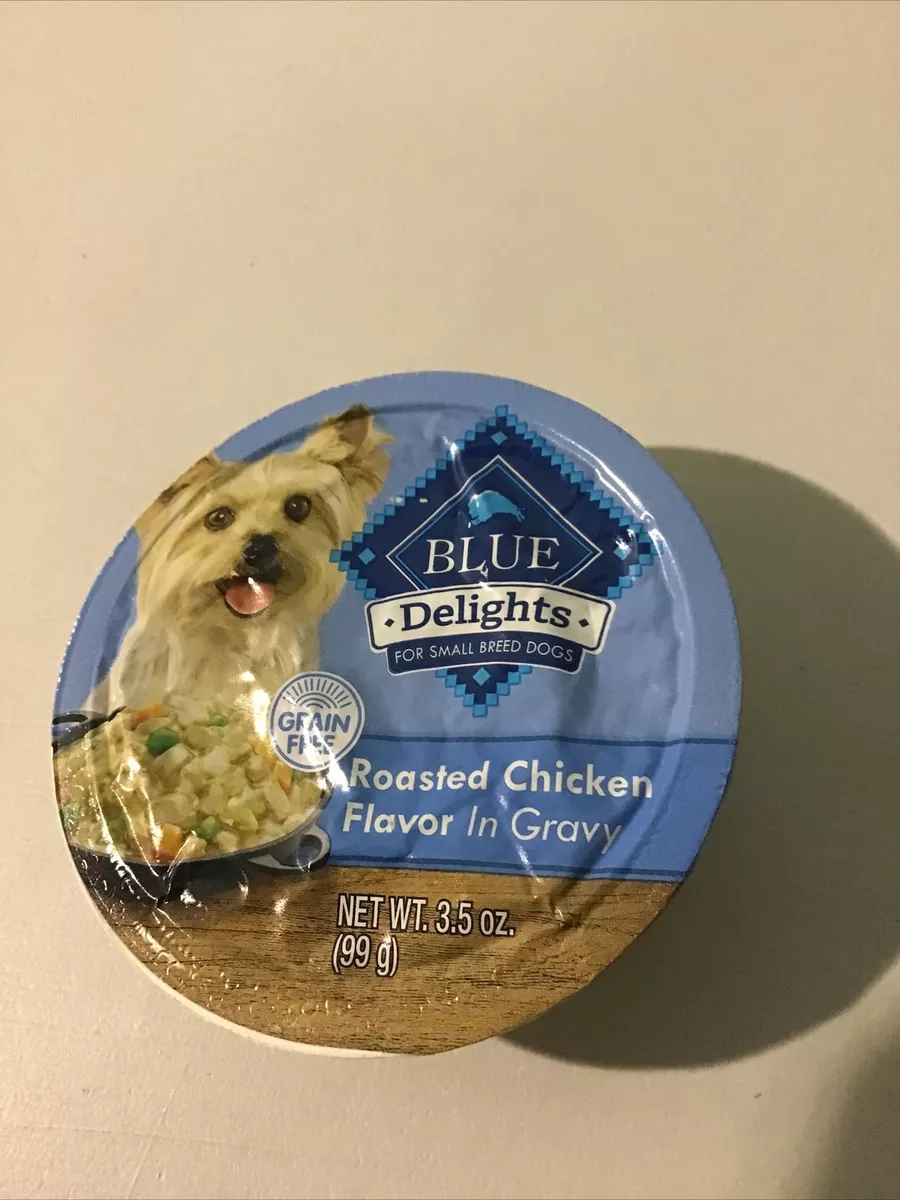 BLUE
Delights
FOR SMALL BREED DOGS
GRAIN
FREE
Roasted Chicken
Flavor In Gravy
NET WT. 3.5 oz.
(99 g)